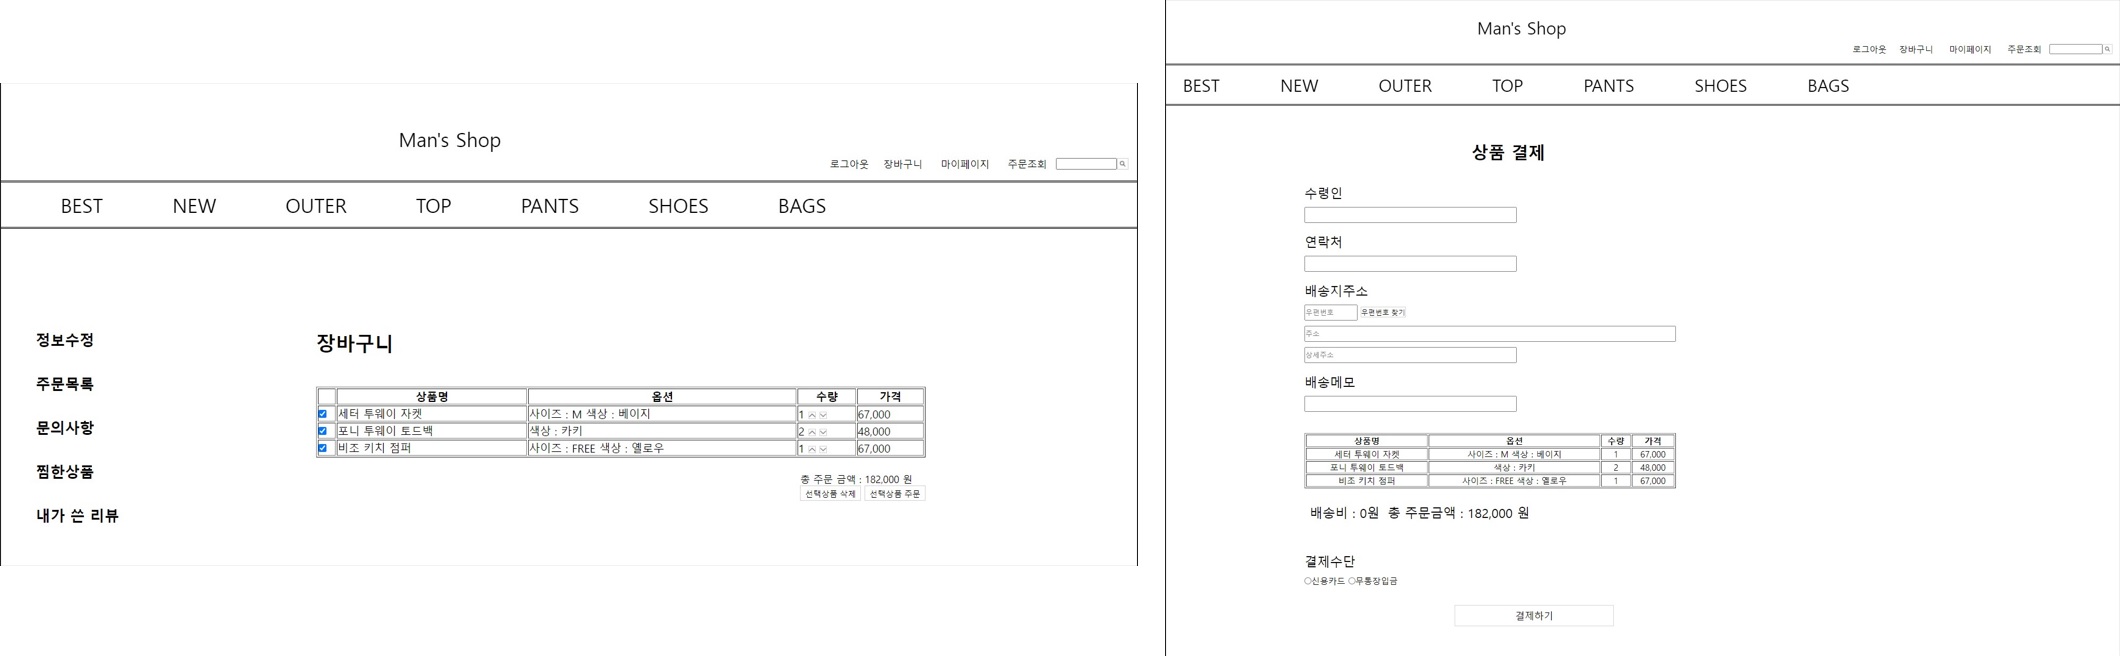 Man's Shop
로그아웃 장바구니 마이페이지 주문조회
BEST NEW OUTER TOP PANTS SHOES BAGS
정보수정
주문목록
문의사항
찜한상품
내가 쓴 리뷰
장바구니
상품명 옵션 수량 가격
세터 투웨이 자켓 사이즈 : M 색상 : 베이지 1 67,000
포니 투웨이 토드백 색상 : 카키 2 48,000
비조 키치 점퍼 사이즈 : FREE 색상 : 옐로우 1 67,000
총 주문 금액 : 182,000 원
선택상품 삭제 선택상품 주문
Man's Shop
로그아웃 장바구니 마이페이지 주문조회
BEST NEW OUTER TOP PANTS SHOES BAGS
상품 결제
수령인
연락처
배송지주소
우편번호 우편번호 찾기
주소
상세주소
배송메모
상품명 옵션 수량 가격
세터 투웨이 자켓 사이즈 : M 색상 : 베이지 1 67,000
포니 투웨이 토드백 색상 : 카키 2 48,000
비조 키치 점퍼 사이즈 : FREE 색상 : 옐로우 1 67,000
배송비 : 0원 총 주문금액 : 182,000 원
결제수단
신용카드 무통장입금
결제하기